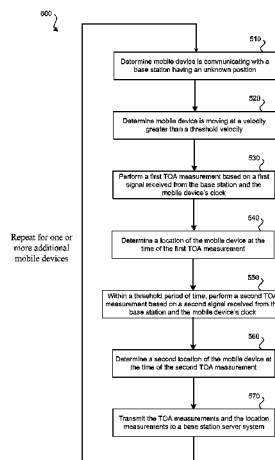 500
510
Determine mobile device is communicating with a
base station having an unknown position
520
Determine mobile device is moving at a velocity
greater than a threshold velocity
530
Perform a first TOA measurement based on a first
signal received from the base station and the
mobile device's clock
540
Determine a location of the mobile device at the
time of the first TOA measurement
550
Within a threshold period of time, perform a second TOA
measurement based on a second signal received from the
base station and the mobile device's clock
560
Determine a second location of the mobile device at
the time of the second TOA measurement
570
Transmit the TOA measurements and the location
measurements to a base station server system
Repeat for one or
more additional
mobile devices